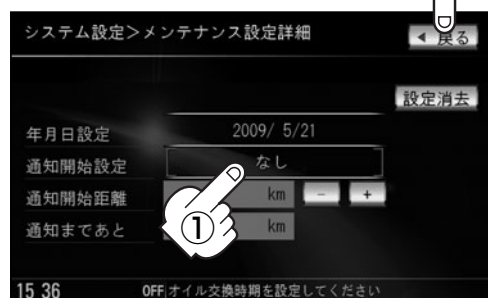 システム設定>メンテナンス設定詳細
◀ 戻る
設定消去
年月日設定 2009/ 5/21
通知開始設定 なし
通知開始距離 km − +
通知まであと km
①
15 36 OFF オイル交換時期を設定してください